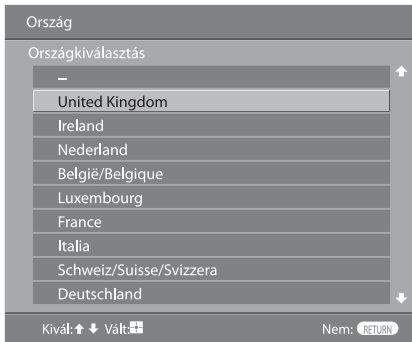 Ország
Országkiválasztás
–
United Kingdom
Ireland
Nederland
België/Belgique
Luxembourg
France
Italia
Schweiz/Suisse/Svizzera
Deutschland
Kivál: Vált: Nem: RETURN